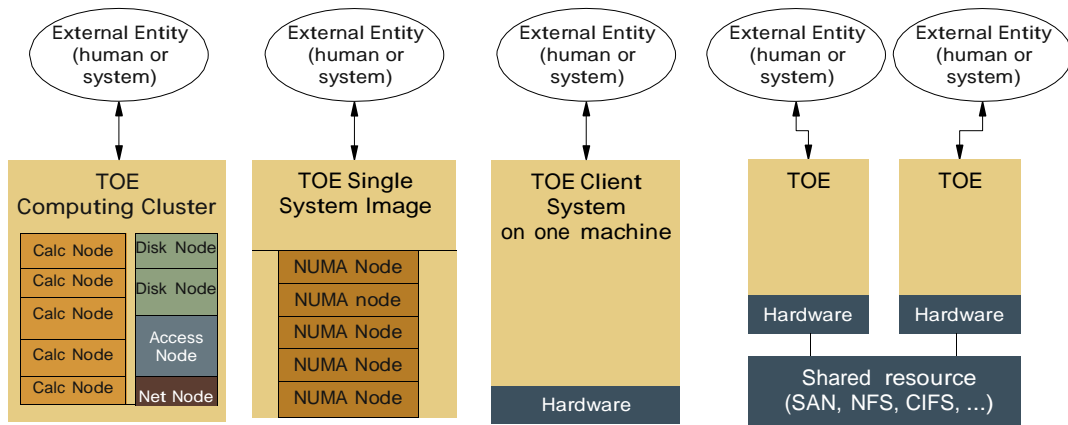 External Entity
(human or
system)
External Entity
(human or
system)
External Entity
(human or
system)
External Entity
(human or
system)
External Entity
(human or
system)
TOE
Computing Cluster
Calc Node
Calc Node
Calc Node
Calc Node
Calc Node
Disk Node
Disk Node
Access
Node
Net Node
TOE Single
System Image
NUMA Node
NUMA node
NUMA Node
NUMA Node
NUMA Node
TOE Client
System
on one machine
Hardware
TOE
Hardware
TOE
Hardware
Shared resource
(SAN, NFS, CIFS, ...)